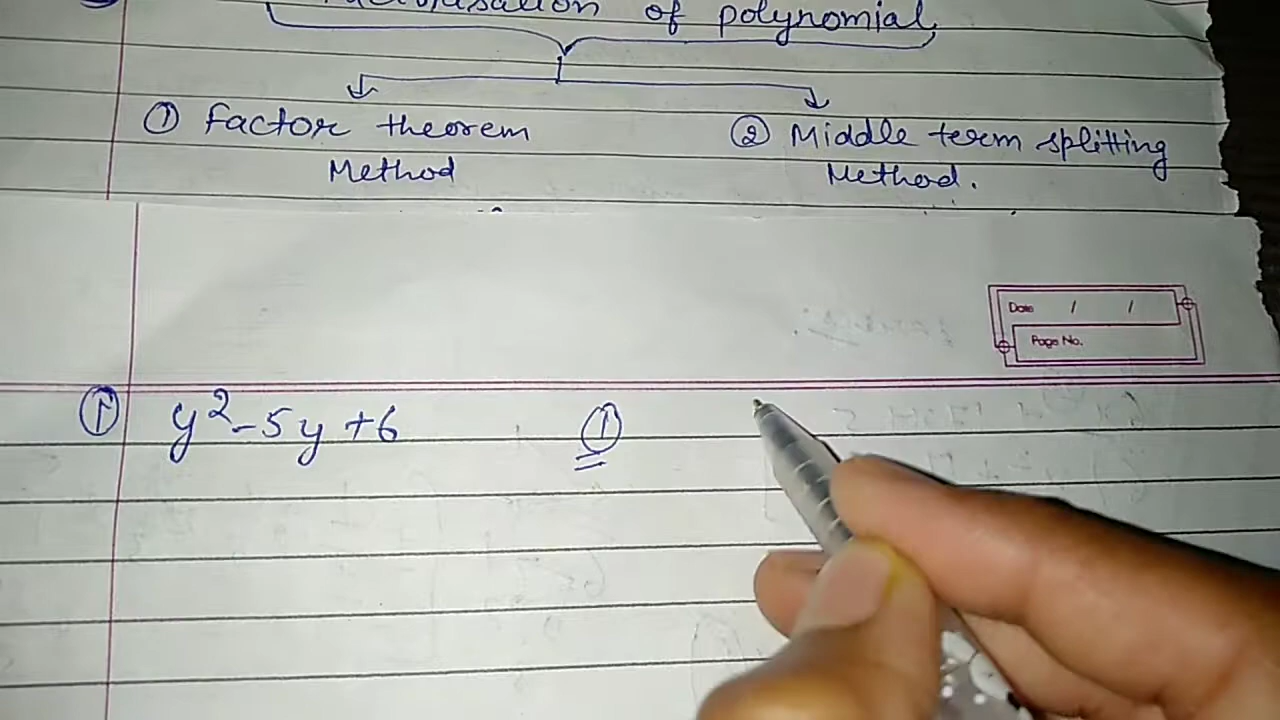 of polynomial
① factor theorem
Method
② Middle term splitting
Method.
Date / /
Page No.
① y²-5y+6
①